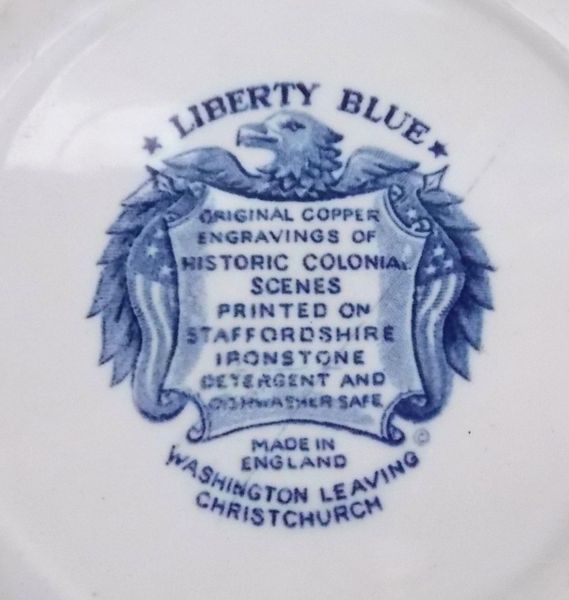 LIBERTY BLUE
ORIGINAL COPPER
ENGRAVINGS OF
HISTORIC COLONIAL
SCENES
PRINTED ON
STAFFORDSHIRE
IRONSTONE
DETERGENT AND
DISHWASHER SAFE
MADE IN
ENGLAND
©
WASHINGTON LEAVING
CHRISTCHURCH